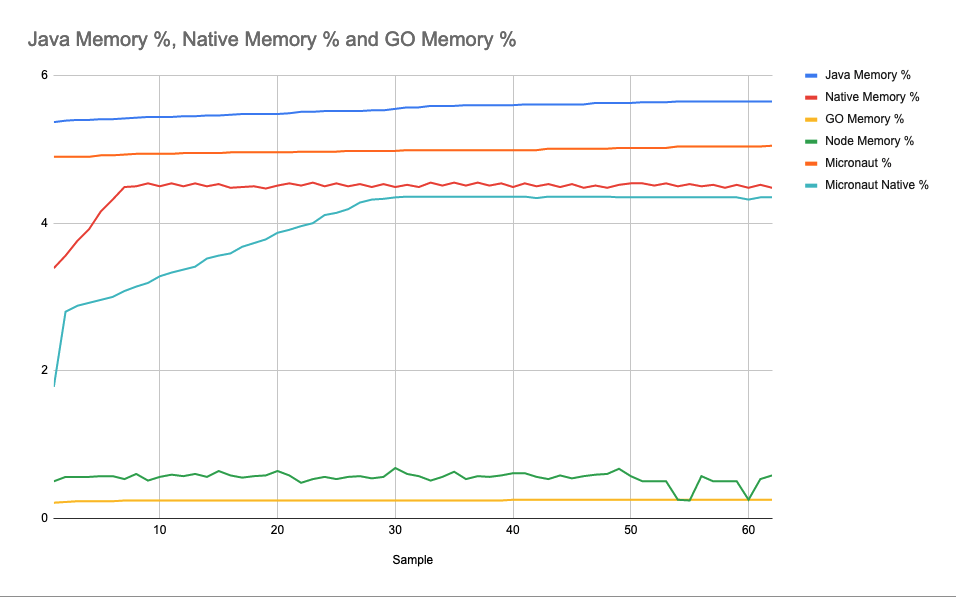 Java Memory %, Native Memory % and GO Memory %
6
4
2
0
10 20 30 40 50 60
Sample
Java Memory %
Native Memory %
GO Memory %
Node Memory %
Micronaut %
Micronaut Native %